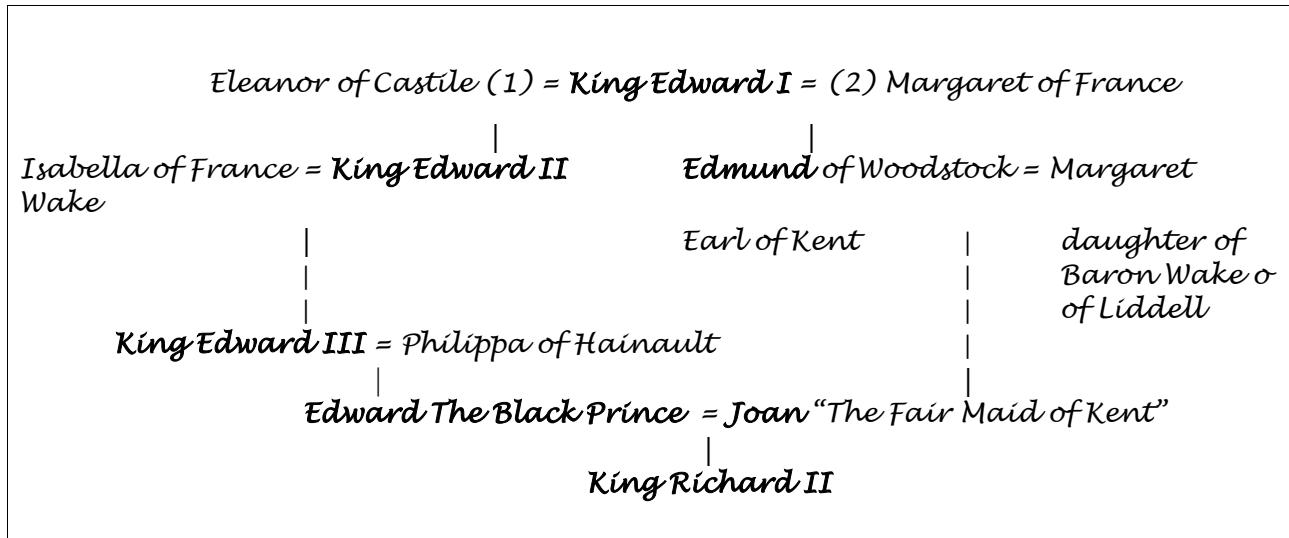 Eleanor of Castile (1) = King Edward I = (2) Margaret of France
Isabella of France = King Edward II Edmund of Woodstock = Margaret
Wake
Earl of Kent daughter of
Baron Wake o
of Liddell
King Edward III = Philippa of Hainault
Edward The Black Prince = Joan “The Fair Maid of Kent”
King Richard II